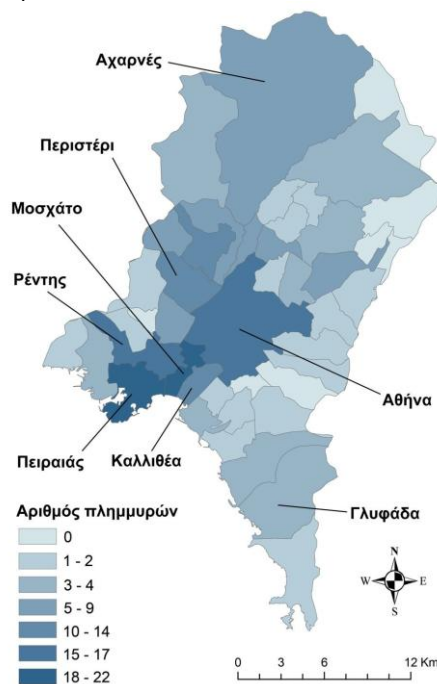 Αχαρνές
Περιστέρι
Μοσχάτο
Ρέντης
Αθήνα
Πειραιάς
Καλλιθέα
Γλυφάδα
Αριθμός πλημμυρών
0
1 - 2
3 - 4
5 - 9
10 - 14
15 - 17
18 - 22
N
W E
S
0 3 6 12 Km